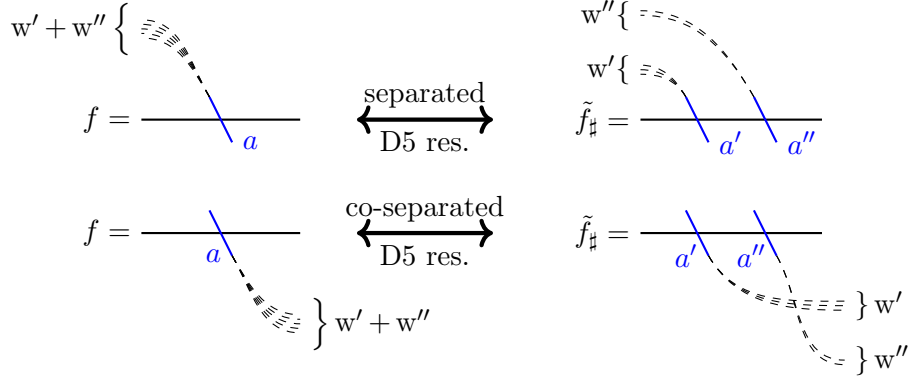 w′ + w″ {
f =
a
separated
D5 res.
w″{
w′{
f̃♯ =
a′ a″
f =
a
} w′ + w″
co-separated
D5 res.
f̃♯ =
a′ a″
} w′
} w″